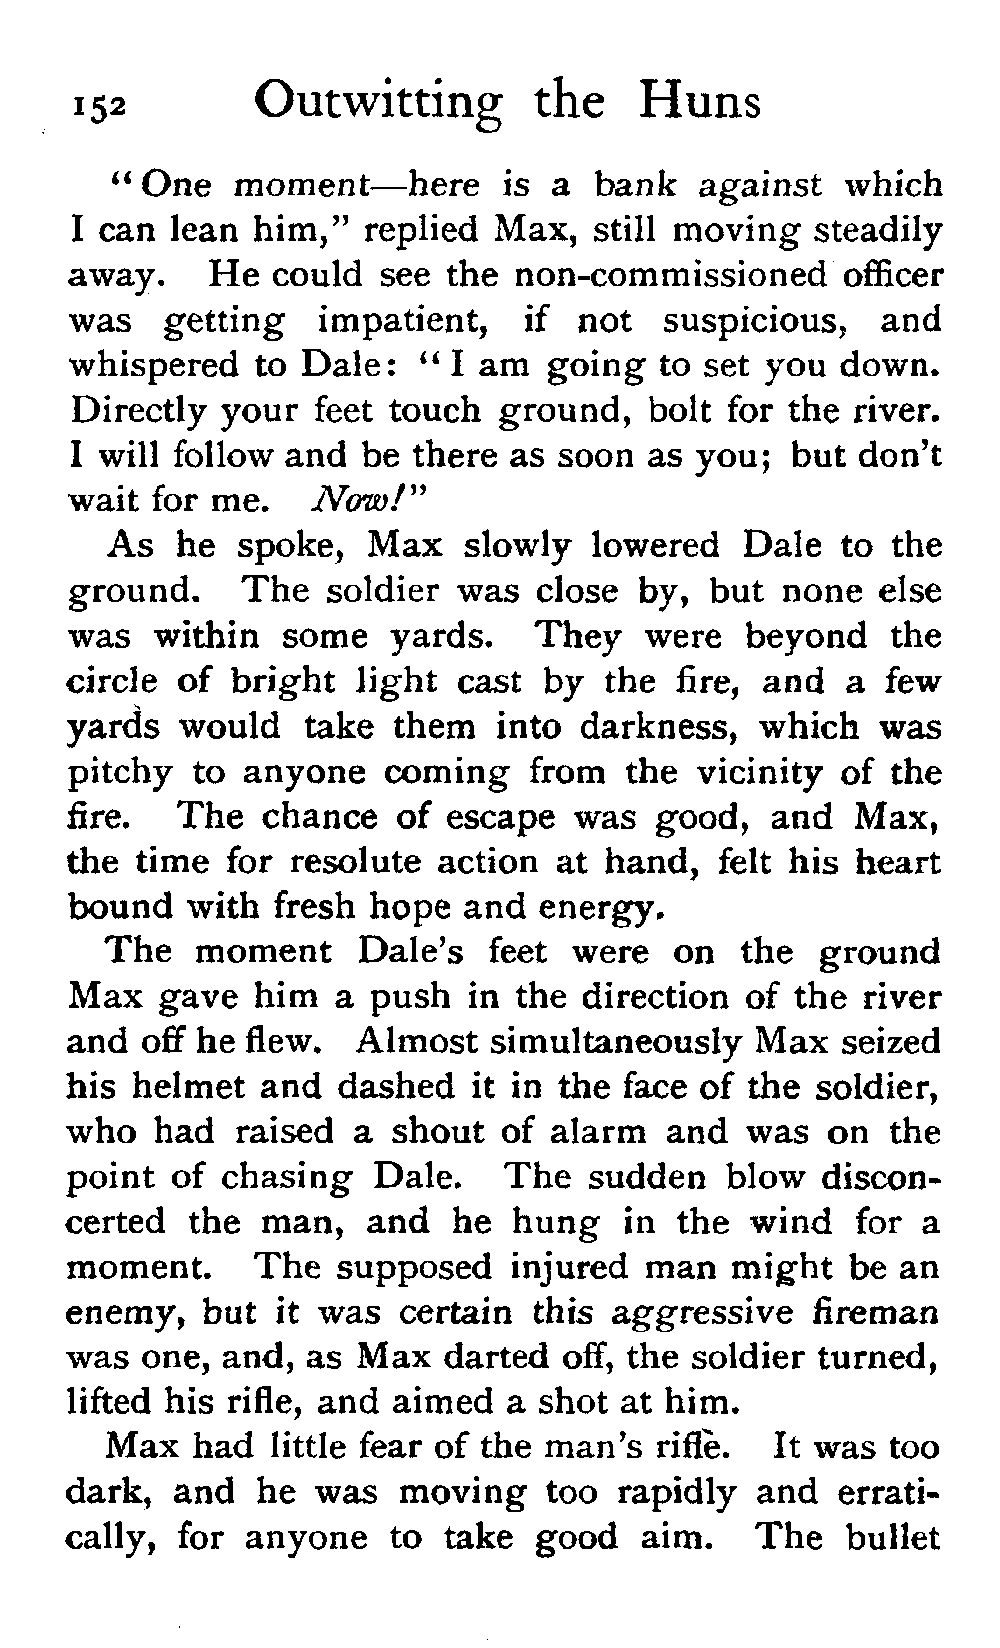 152 Outwitting the Huns
“One moment—here is a bank against which
I can lean him,” replied Max, still moving steadily
away. He could see the non-commissioned officer
was getting impatient, if not suspicious, and
whispered to Dale: “I am going to set you down.
Directly your feet touch ground, bolt for the river.
I will follow and be there as soon as you; but don't
wait for me. Now!”
As he spoke, Max slowly lowered Dale to the
ground. The soldier was close by, but none else
was within some yards. They were beyond the
circle of bright light cast by the fire, and a few
yards would take them into darkness, which was
pitchy to anyone coming from the vicinity of the
fire. The chance of escape was good, and Max,
the time for resolute action at hand, felt his heart
bound with fresh hope and energy.
The moment Dale's feet were on the ground
Max gave him a push in the direction of the river
and off he flew. Almost simultaneously Max seized
his helmet and dashed it in the face of the soldier,
who had raised a shout of alarm and was on the
point of chasing Dale. The sudden blow discon-
certed the man, and he hung in the wind for a
moment. The supposed injured man might be an
enemy, but it was certain this aggressive fireman
was one, and, as Max darted off, the soldier turned,
lifted his rifle, and aimed a shot at him.
Max had little fear of the man's rifle. It was too
dark, and he was moving too rapidly and errati-
cally, for anyone to take good aim. The bullet